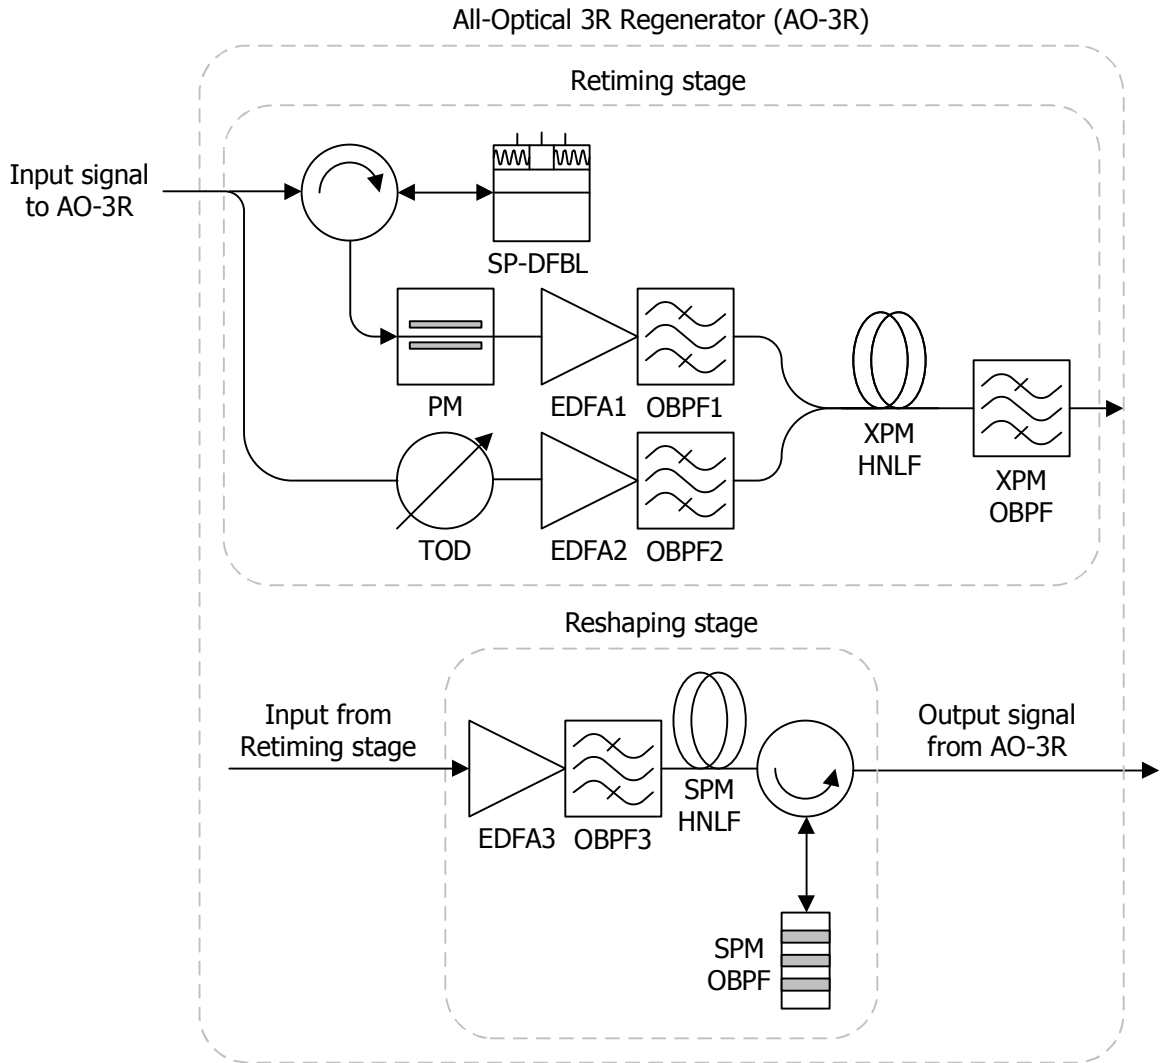 All-Optical 3R Regenerator (AO-3R)
Retiming stage
Input signal
to AO-3R
SP-DFBL
PM
EDFA1
OBPF1
XPM
HNLF
XPM
OBPF
TOD
EDFA2
OBPF2
Reshaping stage
Input from
Retiming stage
Output signal
from AO-3R
SPM
HNLF
EDFA3
OBPF3
SPM
OBPF